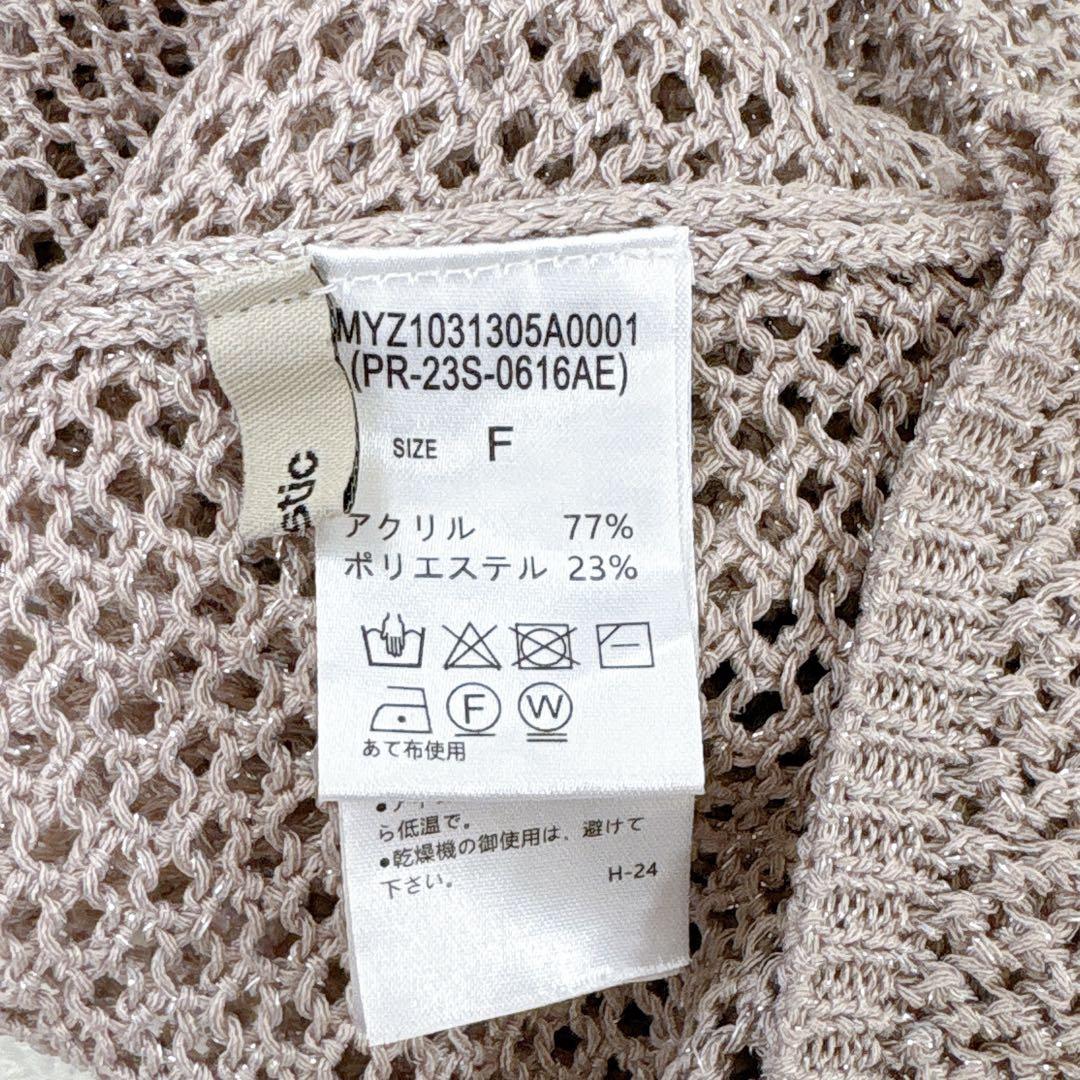 MYZ1031305A0001
(PR-23S-0616AE)
SIZE F
stic
アクリル 77%
ポリエステル 23%
F W
あて布使用
ら低温で。
●乾燥機の御使用は、避けて
下さい。
H-24